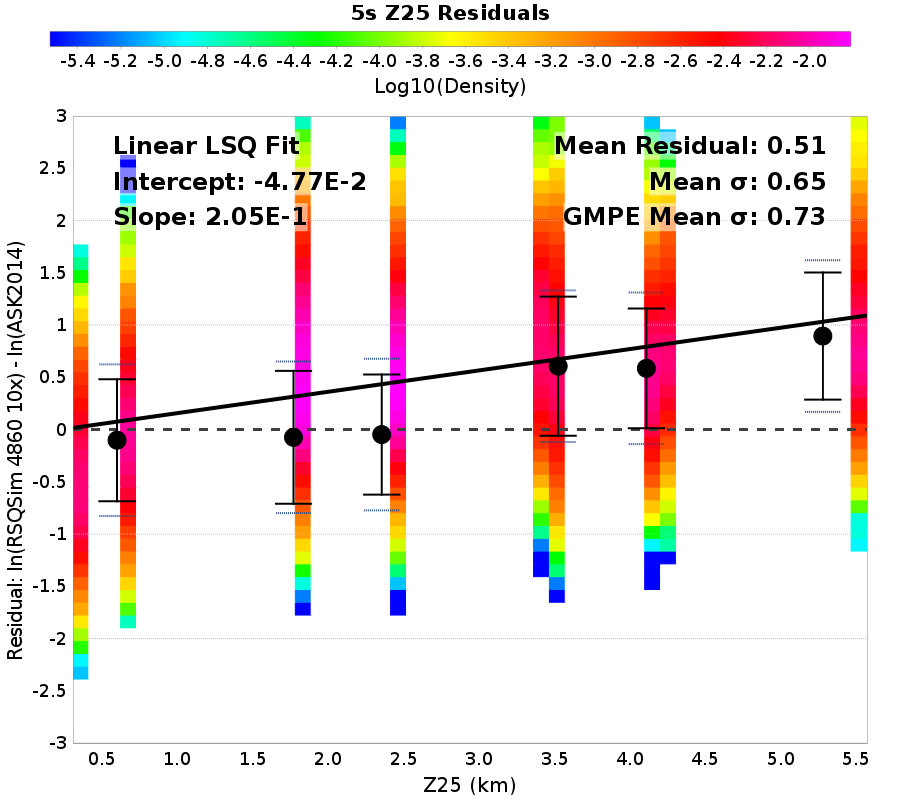 5s Z25 Residuals
-5.4 -5.2 -5.0 -4.8 -4.6 -4.4 -4.2 -4.0 -3.8 -3.6 -3.4 -3.2 -3.0 -2.8 -2.6 -2.4 -2.2 -2.0
Log10(Density)
Linear LSQ Fit
Intercept: -4.77E-2
Slope: 2.05E-1
Mean Residual: 0.51
Mean σ: 0.65
GMPE Mean σ: 0.73
Residual: ln(RSQSim 4860 10x) - ln(ASK2014)
3
2.5
2
1.5
1
0.5
0
-0.5
-1
-1.5
-2
-2.5
-3
0.5 1.0 1.5 2.0 2.5 3.0 3.5 4.0 4.5 5.0 5.5
Z25 (km)